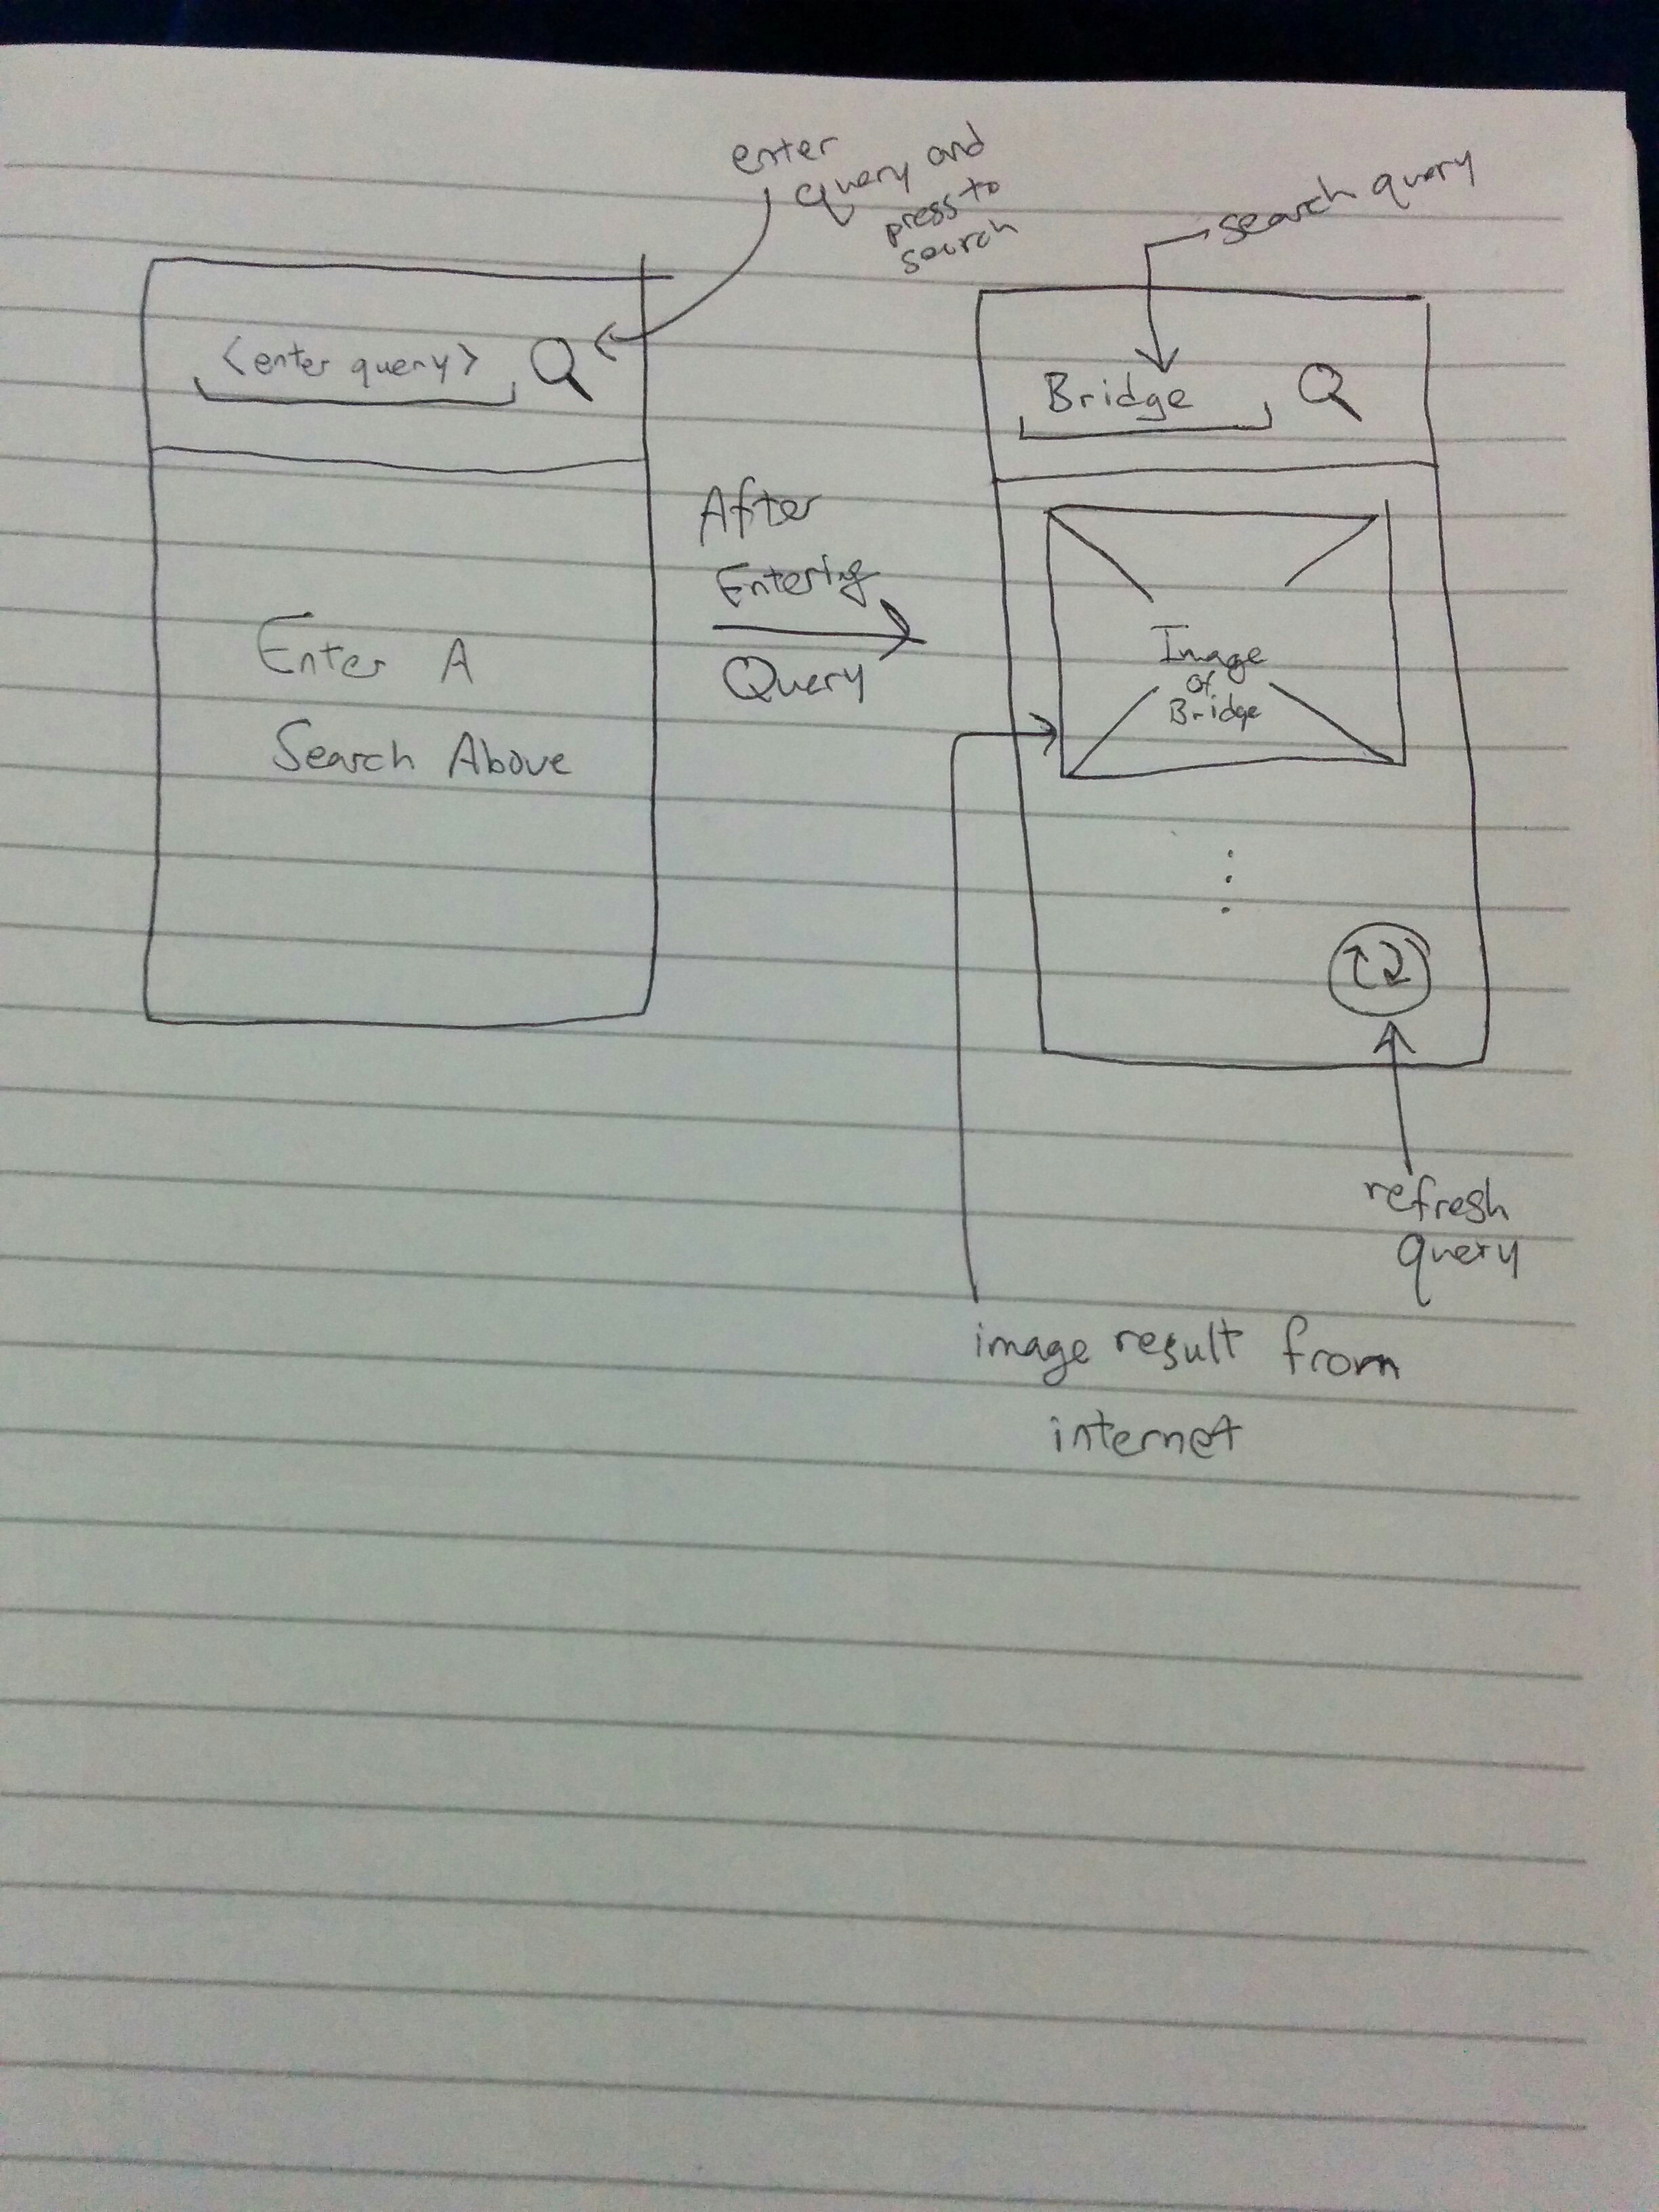 enter
query and
press to
search
search query
<enter query>
Bridge
Enter A
Search Above
After
Entering
Query
Image
of
Bridge
refresh
query
image result from
internet